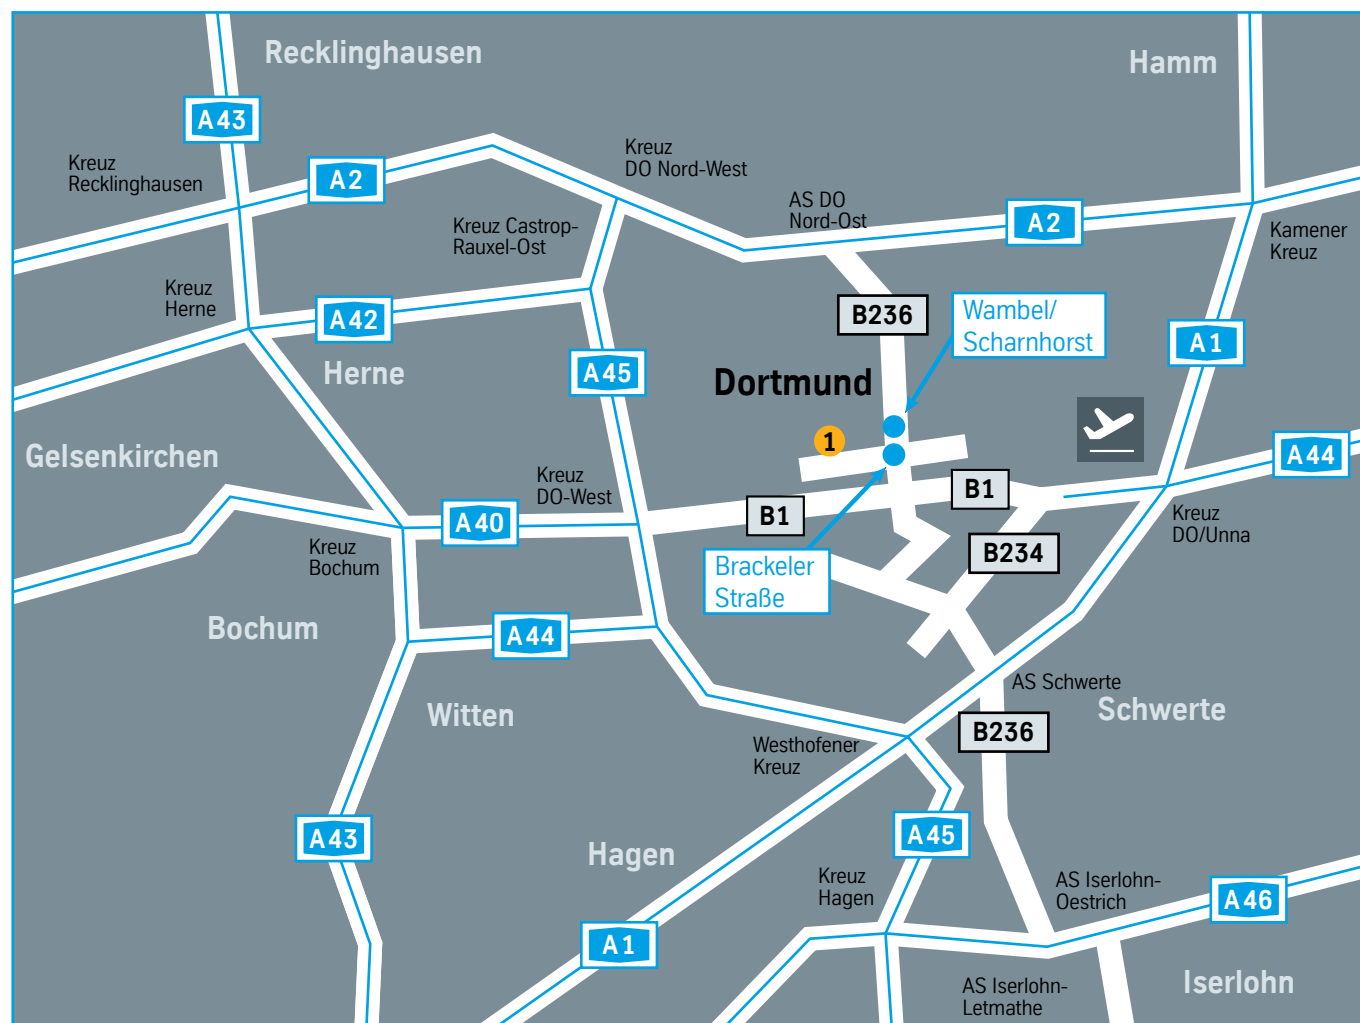 Recklinghausen
Hamm
A43
Kreuz
DO Nord-West
Kreuz
Recklinghausen
A2
AS DO
Nord-Ost
A2
Kreuz Castrop-
Rauxel-Ost
Kamener
Kreuz
Kreuz
Herne
A42
B236
Wambel/
Scharnhorst
A1
Herne
A45
Dortmund
1
Gelsenkirchen
A44
Kreuz
DO-West
B1
B1
A40
Kreuz
DO/Unna
Kreuz
Bochum
B234
Brackeler
Straße
Bochum
A44
AS Schwerte
Witten
Schwerte
B236
Westhofener
Kreuz
A43
A45
Hagen
Kreuz
Hagen
AS Iserlohn-
Oestrich
A46
A1
AS Iserlohn-
Letmathe
Iserlohn